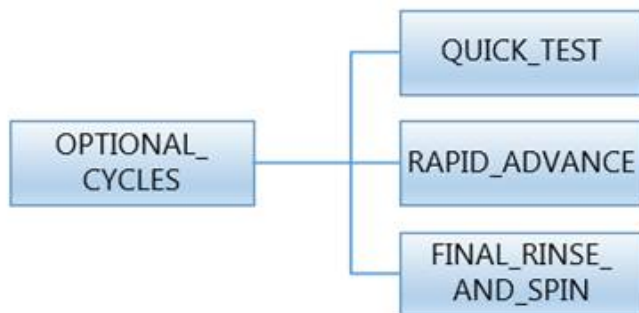 OPTIONAL_
CYCLES
QUICK_TEST
RAPID_ADVANCE
FINAL_RINSE_
AND_SPIN